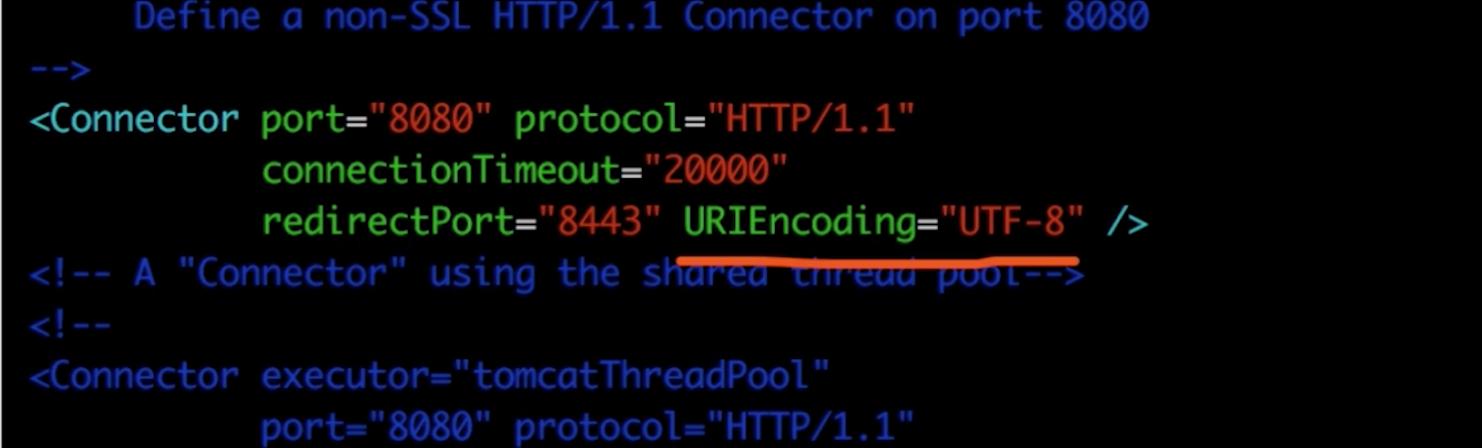 Define a non-SSL HTTP/1.1 Connector on port 8080
-->
<Connector port="8080" protocol="HTTP/1.1"
connectionTimeout="20000"
redirectPort="8443" URIEncoding="UTF-8" />
<!-- A "Connector" using the shared thread pool-->
<!--
<Connector executor="tomcatThreadPool"
port="8080" protocol="HTTP/1.1"